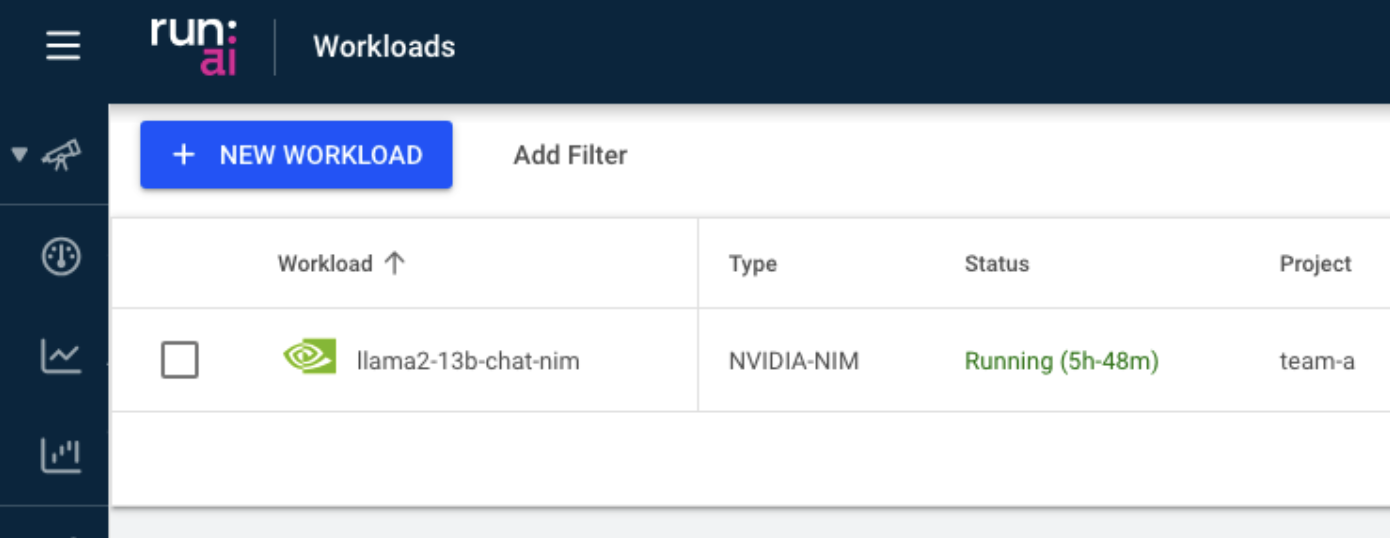 run:
ai
Workloads
+ NEW WORKLOAD
Add Filter
Workload ↑
Type
Status
Project
llama2-13b-chat-nim
NVIDIA-NIM
Running (5h-48m)
team-a